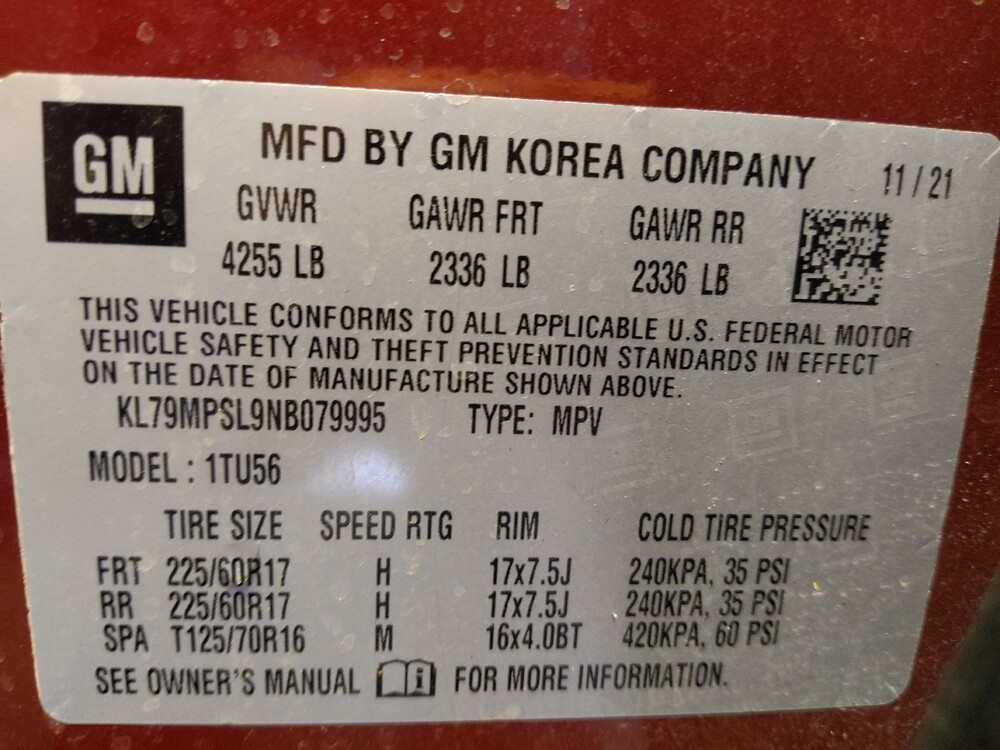 GM
MFD BY GM KOREA COMPANY 11/21
GVWR GAWR FRT GAWR RR
4255 LB 2336 LB 2336 LB
THIS VEHICLE CONFORMS TO ALL APPLICABLE U.S. FEDERAL MOTOR
VEHICLE SAFETY AND THEFT PREVENTION STANDARDS IN EFFECT
ON THE DATE OF MANUFACTURE SHOWN ABOVE.
KL79MPSL9NB079995 TYPE: MPV
MODEL : 1TU56
TIRE SIZE SPEED RTG RIM COLD TIRE PRESSURE
FRT 225/60R17 H 17x7.5J 240KPA, 35 PSI
RR 225/60R17 H 17x7.5J 240KPA, 35 PSI
SPA T125/70R16 M 16x4.0BT 420KPA, 60 PSI
SEE OWNER'S MANUAL i FOR MORE INFORMATION.